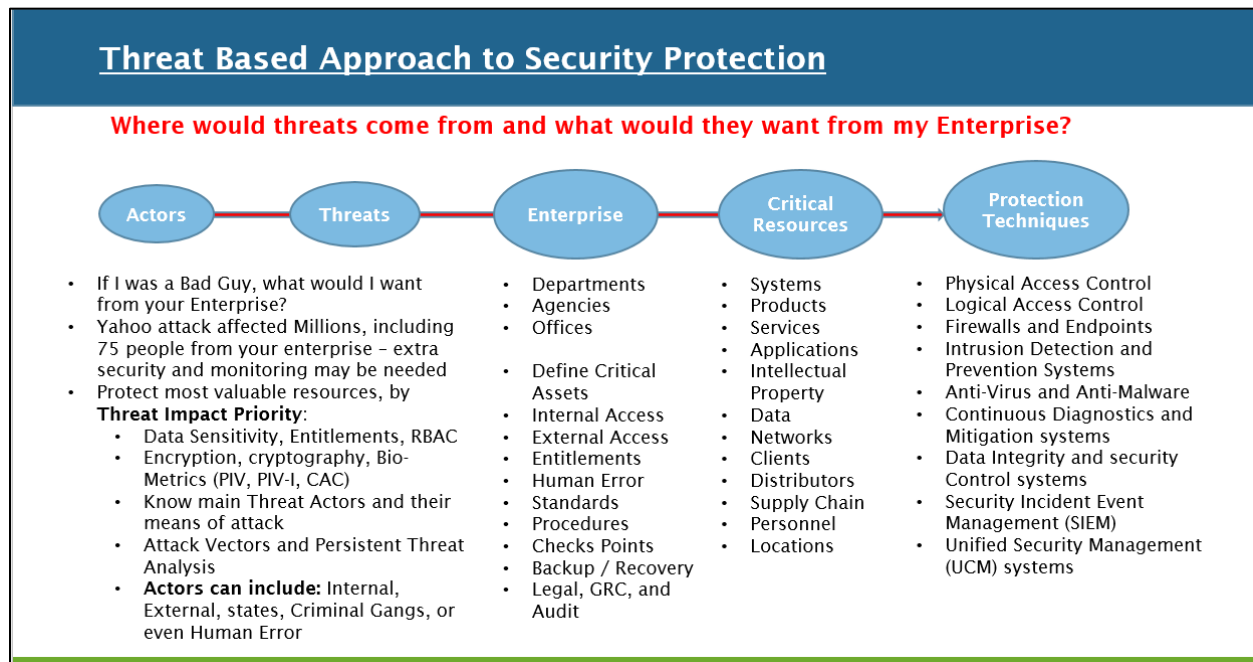 Threat Based Approach to Security Protection
Where would threats come from and what would they want from my Enterprise?
Actors
Threats
Enterprise
Critical
Resources
Protection
Techniques
• If I was a Bad Guy, what would I want
from your Enterprise?
• Yahoo attack affected Millions, including
75 people from your enterprise – extra
security and monitoring may be needed
• Protect most valuable resources, by
Threat Impact Priority:
• Data Sensitivity, Entitlements, RBAC
• Encryption, cryptography, Bio-
Metrics (PIV, PIV-I, CAC)
• Know main Threat Actors and their
means of attack
• Attack Vectors and Persistent Threat
Analysis
• Actors can include: Internal,
External, states, Criminal Gangs, or
even Human Error
• Departments
• Agencies
• Offices
• Define Critical
Assets
• Internal Access
• External Access
• Entitlements
• Human Error
• Standards
• Procedures
• Checks Points
• Backup / Recovery
• Legal, GRC, and
Audit
• Systems
• Products
• Services
• Applications
• Intellectual
Property
• Data
• Networks
• Clients
• Distributors
• Supply Chain
• Personnel
• Locations
• Physical Access Control
• Logical Access Control
• Firewalls and Endpoints
• Intrusion Detection and
Prevention Systems
• Anti-Virus and Anti-Malware
• Continuous Diagnostics and
Mitigation systems
• Data Integrity and security
Control systems
• Security Incident Event
Management (SIEM)
• Unified Security Management
(UCM) systems